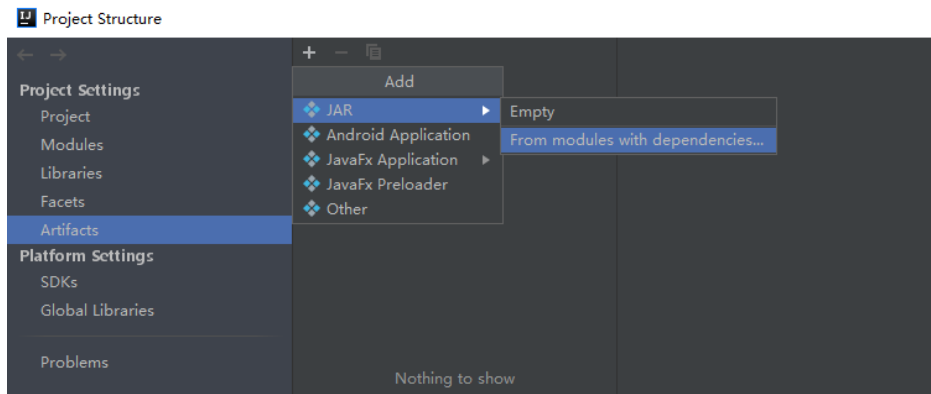 IJ Project Structure
Project Settings
Project
Modules
Libraries
Facets
Artifacts
Platform Settings
SDKs
Global Libraries
Problems
Add
JAR
Android Application
JavaFx Application
JavaFx Preloader
Other
Empty
From modules with dependencies...
Nothing to show